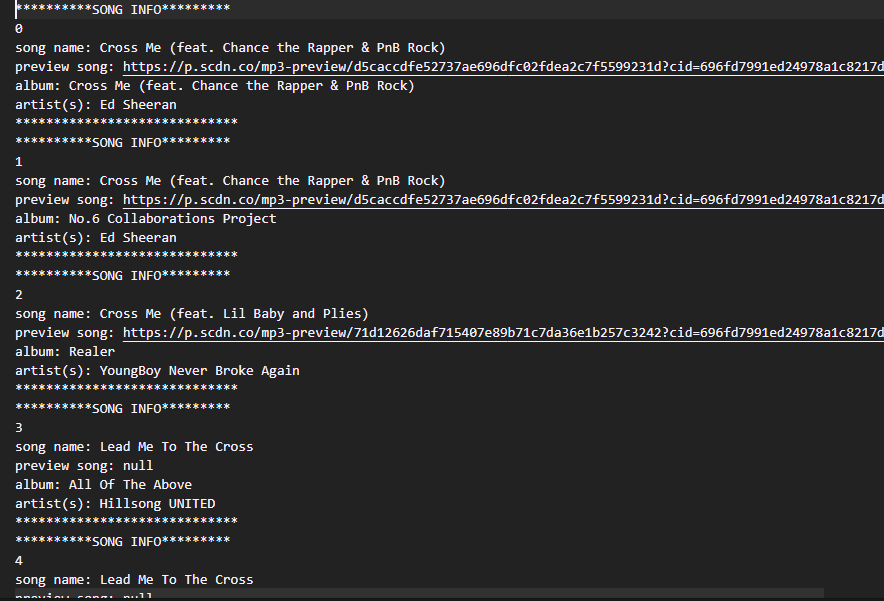 **********SONG INFO*********
0
song name: Cross Me (feat. Chance the Rapper & PnB Rock)
preview song: https://p.scdn.co/mp3-preview/d5caccdfe52737ae696dfc02fdea2c7f5599231d?cid=696fd7991ed24978a1c8217d
album: Cross Me (feat. Chance the Rapper & PnB Rock)
artist(s): Ed Sheeran
*****************************
**********SONG INFO*********
1
song name: Cross Me (feat. Chance the Rapper & PnB Rock)
preview song: https://p.scdn.co/mp3-preview/d5caccdfe52737ae696dfc02fdea2c7f5599231d?cid=696fd7991ed24978a1c8217d
album: No.6 Collaborations Project
artist(s): Ed Sheeran
*****************************
**********SONG INFO*********
2
song name: Cross Me (feat. Lil Baby and Plies)
preview song: https://p.scdn.co/mp3-preview/71d12626daf715407e89b71c7da36e1b257c3242?cid=696fd7991ed24978a1c8217d
album: Realer
artist(s): YoungBoy Never Broke Again
*****************************
**********SONG INFO*********
3
song name: Lead Me To The Cross
preview song: null
album: All Of The Above
artist(s): Hillsong UNITED
*****************************
**********SONG INFO*********
4
song name: Lead Me To The Cross
preview song: null